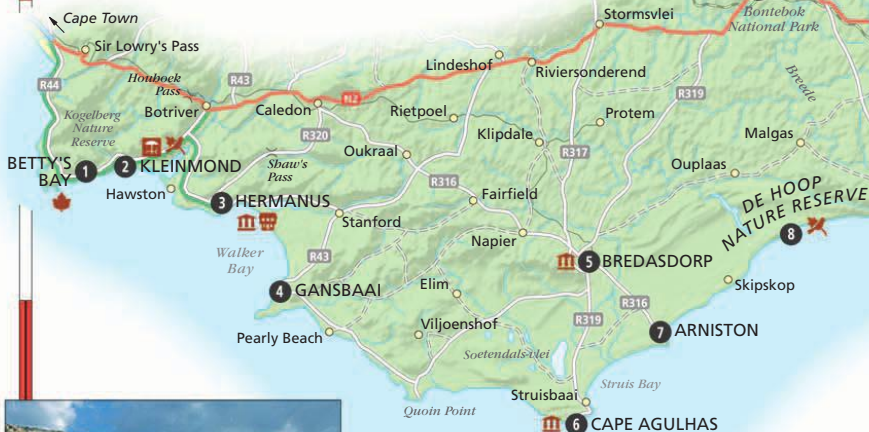 Cape Town
Sir Lowry's Pass
Stormsvlei
Bontebok
National Park
R44
Houhoek
Pass
R43
Lindeshof
Riviersonderend
N2
Botriver
Caledon
Rietpoel
R319
Breede
Kogelberg
Nature
Reserve
R320
Klipdale
Protem
Malgas
BETTY'S
BAY
1
2
KLEINMOND
Shaw's
Pass
Oukraal
R317
Ouplaas
Hawston
3
HERMANUS
R316
Fairfield
DE HOOP
NATURE RESERVE
8
Stanford
Napier
Walker
Bay
R43
5
BREDASDORP
4
GANSBAAI
Elim
Skipskop
R316
Pearly Beach
Viljoenshof
R319
7
ARNISTON
Soetendals-vlei
Struisbaai
Struis Bay
Quoin Point
6
CAPE AGULHAS